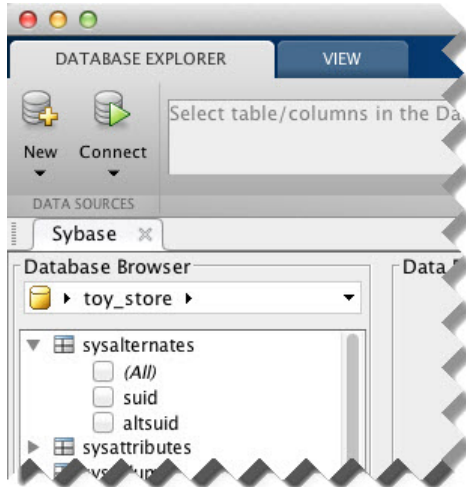 DATABASE EXPLORER
VIEW
Select table/columns in the Da
New
Connect
DATA SOURCES
Sybase
Database Browser
Data
toy_store
sysalternates
(All)
suid
altsuid
sysattributes